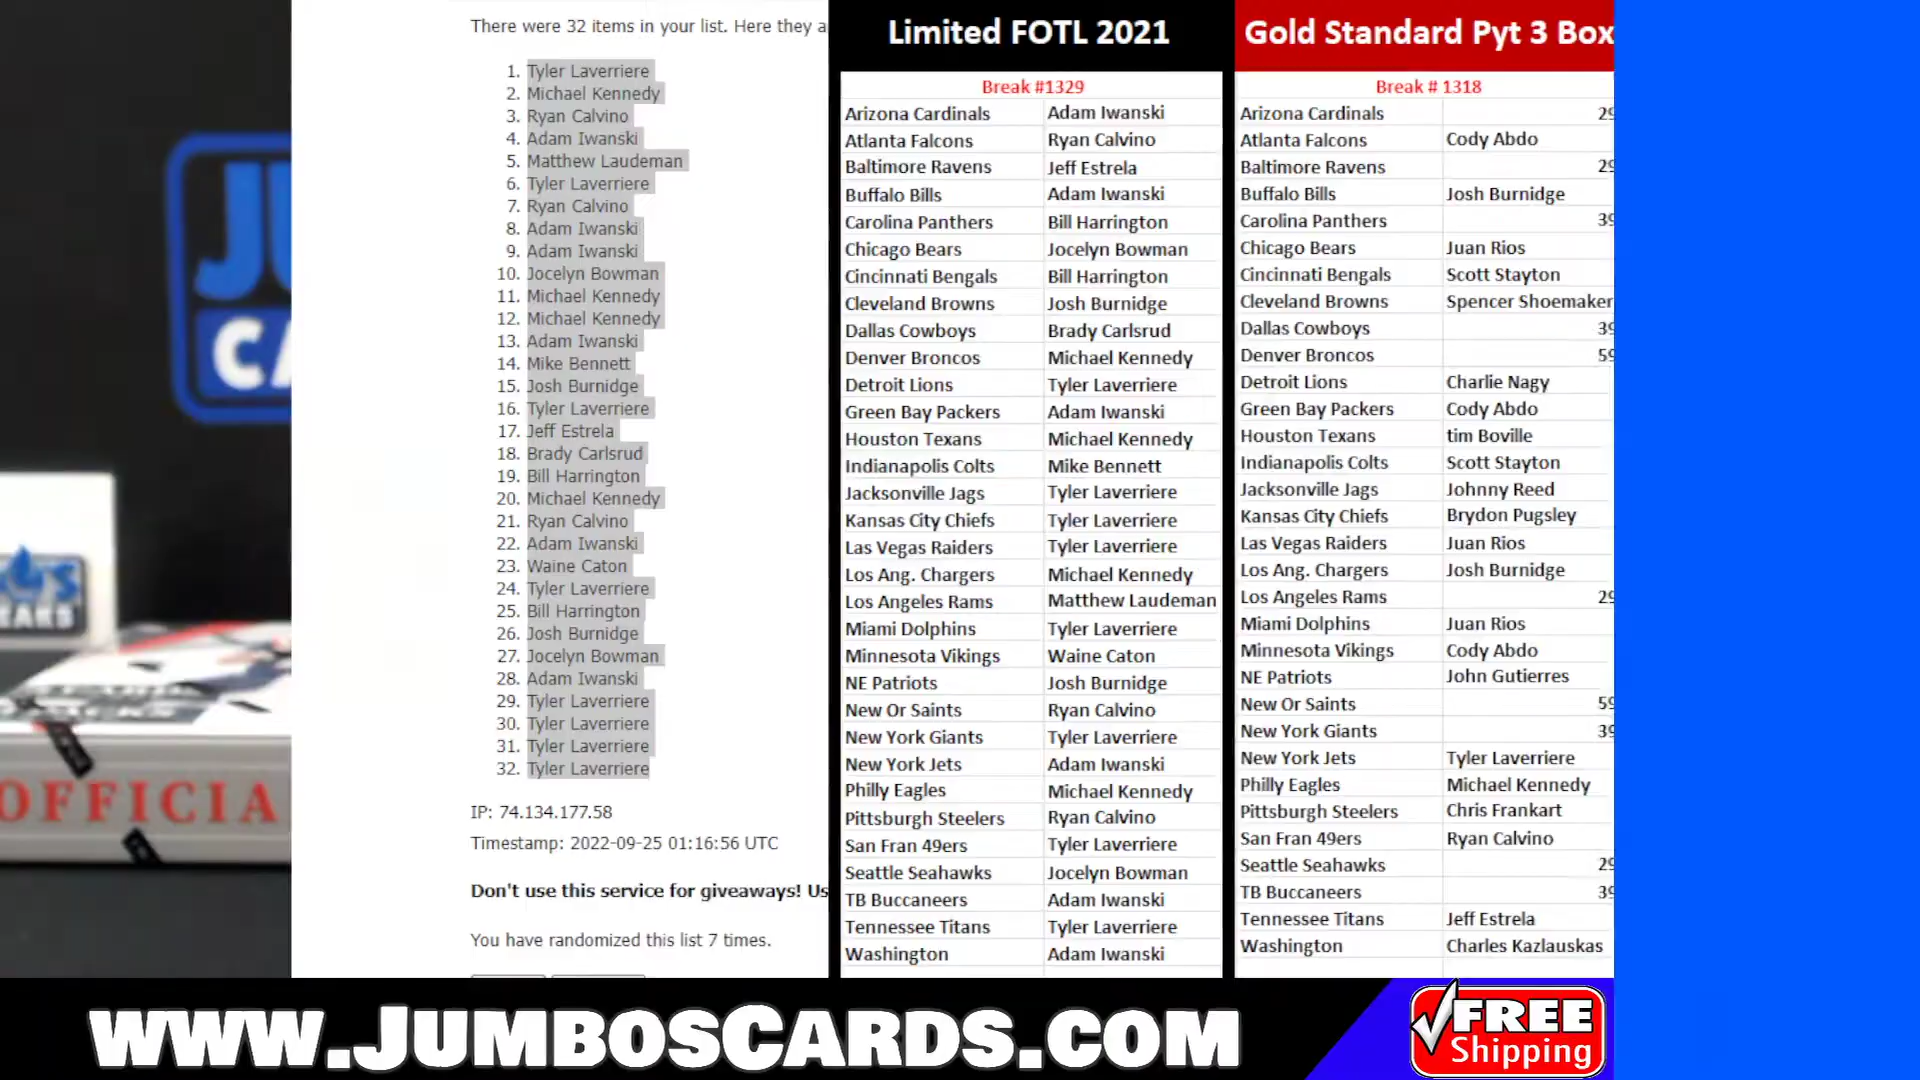 There were 32 items in your list. Here they a
1. Tyler Laverriere
2. Michael Kennedy
3. Ryan Calvino
4. Adam Iwanski
5. Matthew Laudeman
6. Tyler Laverriere
7. Ryan Calvino
8. Adam Iwanski
9. Adam Iwanski
10. Jocelyn Bowman
11. Michael Kennedy
12. Michael Kennedy
13. Adam Iwanski
14. Mike Bennett
15. Josh Burnidge
16. Tyler Laverriere
17. Jeff Estrela
18. Brady Carlsrud
19. Bill Harrington
20. Michael Kennedy
21. Ryan Calvino
22. Adam Iwanski
23. Waine Caton
24. Tyler Laverriere
25. Bill Harrington
26. Josh Burnidge
27. Jocelyn Bowman
28. Adam Iwanski
29. Tyler Laverriere
30. Tyler Laverriere
31. Tyler Laverriere
32. Tyler Laverriere
IP: 74.134.177.58
Timestamp: 2022-09-25 01:16:56 UTC
Don't use this service for giveaways! Us
You have randomized this list 7 times.
Limited FOTL 2021
Break #1329
Arizona Cardinals Adam Iwanski
Atlanta Falcons Ryan Calvino
Baltimore Ravens Jeff Estrela
Buffalo Bills Adam Iwanski
Carolina Panthers Bill Harrington
Chicago Bears Jocelyn Bowman
Cincinnati Bengals Bill Harrington
Cleveland Browns Josh Burnidge
Dallas Cowboys Brady Carlsrud
Denver Broncos Michael Kennedy
Detroit Lions Tyler Laverriere
Green Bay Packers Adam Iwanski
Houston Texans Michael Kennedy
Indianapolis Colts Mike Bennett
Jacksonville Jags Tyler Laverriere
Kansas City Chiefs Tyler Laverriere
Las Vegas Raiders Tyler Laverriere
Los Ang. Chargers Michael Kennedy
Los Angeles Rams Matthew Laudeman
Miami Dolphins Tyler Laverriere
Minnesota Vikings Waine Caton
NE Patriots Josh Burnidge
New Or Saints Ryan Calvino
New York Giants Tyler Laverriere
New York Jets Adam Iwanski
Philly Eagles Michael Kennedy
Pittsburgh Steelers Ryan Calvino
San Fran 49ers Tyler Laverriere
Seattle Seahawks Jocelyn Bowman
TB Buccaneers Adam Iwanski
Tennessee Titans Tyler Laverriere
Washington Adam Iwanski
Gold Standard Pyt 3 Box
Break # 1318
Arizona Cardinals 29
Atlanta Falcons Cody Abdo
Baltimore Ravens 29
Buffalo Bills Josh Burnidge
Carolina Panthers 39
Chicago Bears Juan Rios
Cincinnati Bengals Scott Stayton
Cleveland Browns Spencer Shoemaker
Dallas Cowboys 39
Denver Broncos 59
Detroit Lions Charlie Nagy
Green Bay Packers Cody Abdo
Houston Texans tim Boville
Indianapolis Colts Scott Stayton
Jacksonville Jags Johnny Reed
Kansas City Chiefs Brydon Pugsley
Las Vegas Raiders Juan Rios
Los Ang. Chargers Josh Burnidge
Los Angeles Rams 29
Miami Dolphins Juan Rios
Minnesota Vikings Cody Abdo
NE Patriots John Gutierres
New Or Saints 59
New York Giants 39
New York Jets Tyler Laverriere
Philly Eagles Michael Kennedy
Pittsburgh Steelers Chris Frankart
San Fran 49ers Ryan Calvino
Seattle Seahawks 29
TB Buccaneers 39
Tennessee Titans Jeff Estrela
Washington Charles Kazlauskas
JU
CA
OFFICIA
www.JumbosCards.com
FREE
Shipping